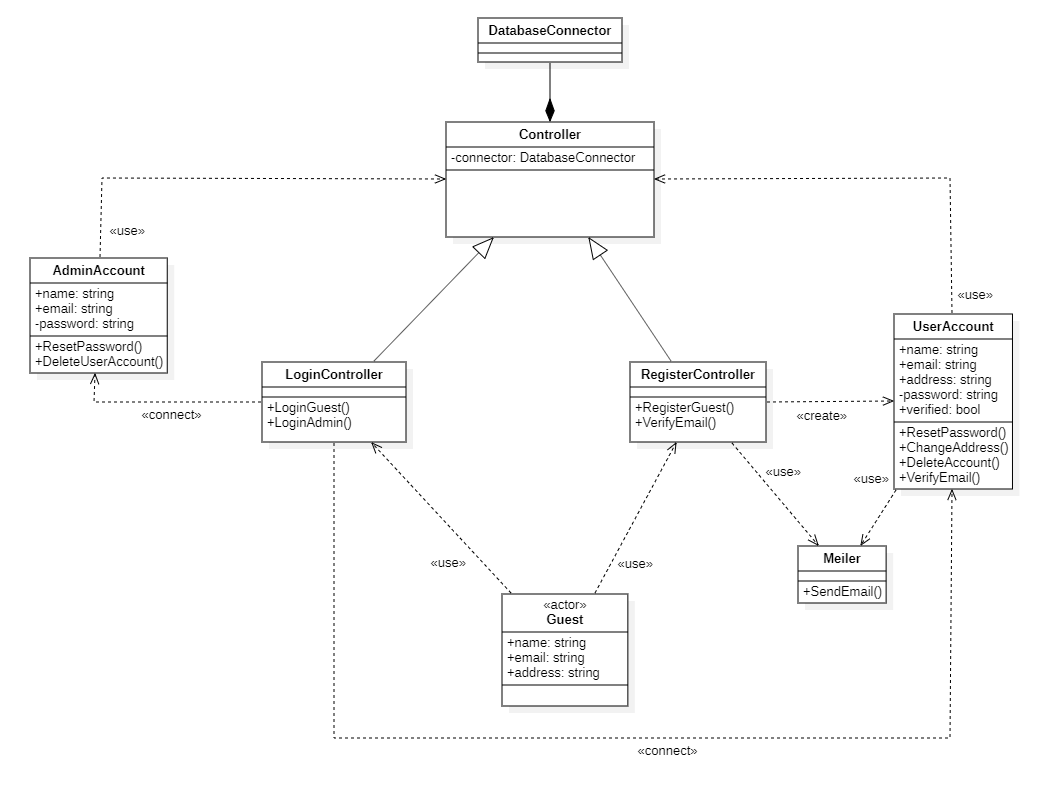 DatabaseConnector
Controller
-connector: DatabaseConnector
«use»
AdminAccount
+name: string
+email: string
-password: string
+ResetPassword()
+DeleteUserAccount()
«use»
UserAccount
+name: string
+email: string
+address: string
-password: string
+verified: bool
+ResetPassword()
+ChangeAddress()
+DeleteAccount()
+VerifyEmail()
LoginController
+LoginGuest()
+LoginAdmin()
RegisterController
+RegisterGuest()
+VerifyEmail()
«connect»
«create»
«use»
«use»
Meiler
+SendEmail()
«use»
«use»
«actor»
Guest
+name: string
+email: string
+address: string
«connect»